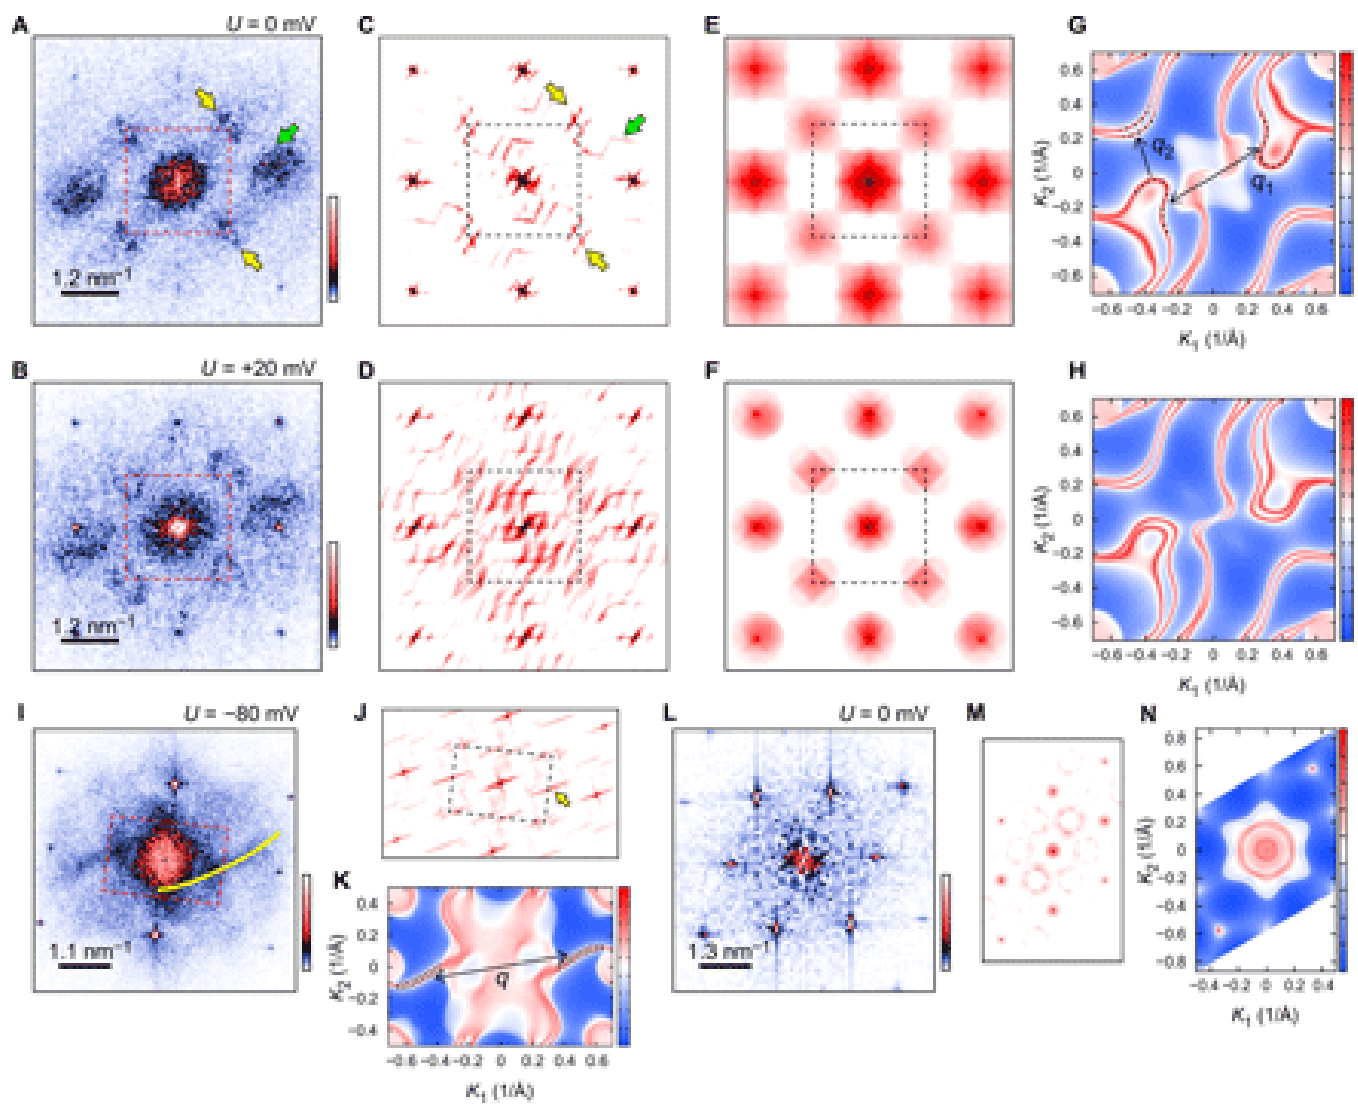 A U = 0 mV C E G
1.2 nm⁻¹
q2
q1
K2 (1/Å)
0.6
0.4
0.2
0
−0.2
−0.4
−0.6
−0.6 −0.4 −0.2 0 0.2 0.4 0.6
K1 (1/Å)
B U = +20 mV D F H
1.2 nm⁻¹
K2 (1/Å)
0.6
0.4
0.2
0
−0.2
−0.4
−0.6
−0.6 −0.4 −0.2 0 0.2 0.4 0.6
K1 (1/Å)
I U = −80 mV J L U = 0 mV M N
1.1 nm⁻¹
K
q
K2 (1/Å)
0.4
0.2
0
−0.2
−0.4
−0.6 −0.4 −0.2 0 0.2 0.4 0.6
K1 (1/Å)
1.3 nm⁻¹
K2 (1/Å)
0.8
0.6
0.4
0.2
0
−0.2
−0.4
−0.6
−0.8
−0.4 −0.2 0 0.2 0.4
K1 (1/Å)